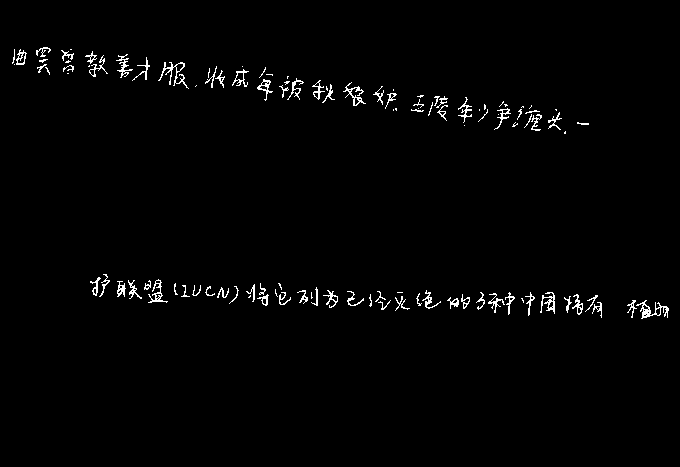 曲罢曾教善才服,妆成每被秋娘妒.五陵年少争缠头,一
护联盟(IUCN)将它列为已经灭绝的3种中国特有 植物